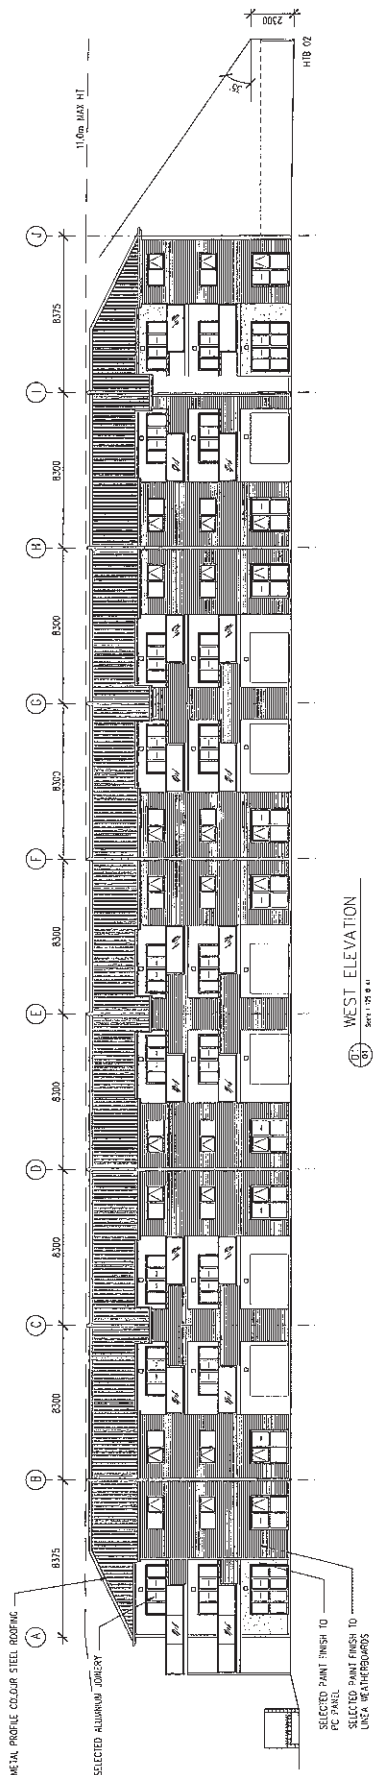 METAL PROFILE COLOUR STEEL ROOFING
SELECTED ALUMINIUM JOINERY
A
8375
B
8300
C
8300
D
8300
E
8300
F
8300
G
8300
H
8300
I
8375
J
11.0m MAX HT
35°
2300
HTB 02
SELECTED PAINT FINISH TO
PC PANEL
SELECTED PAINT FINISH TO
LINEA WEATHERBOARDS
01
WEST ELEVATION